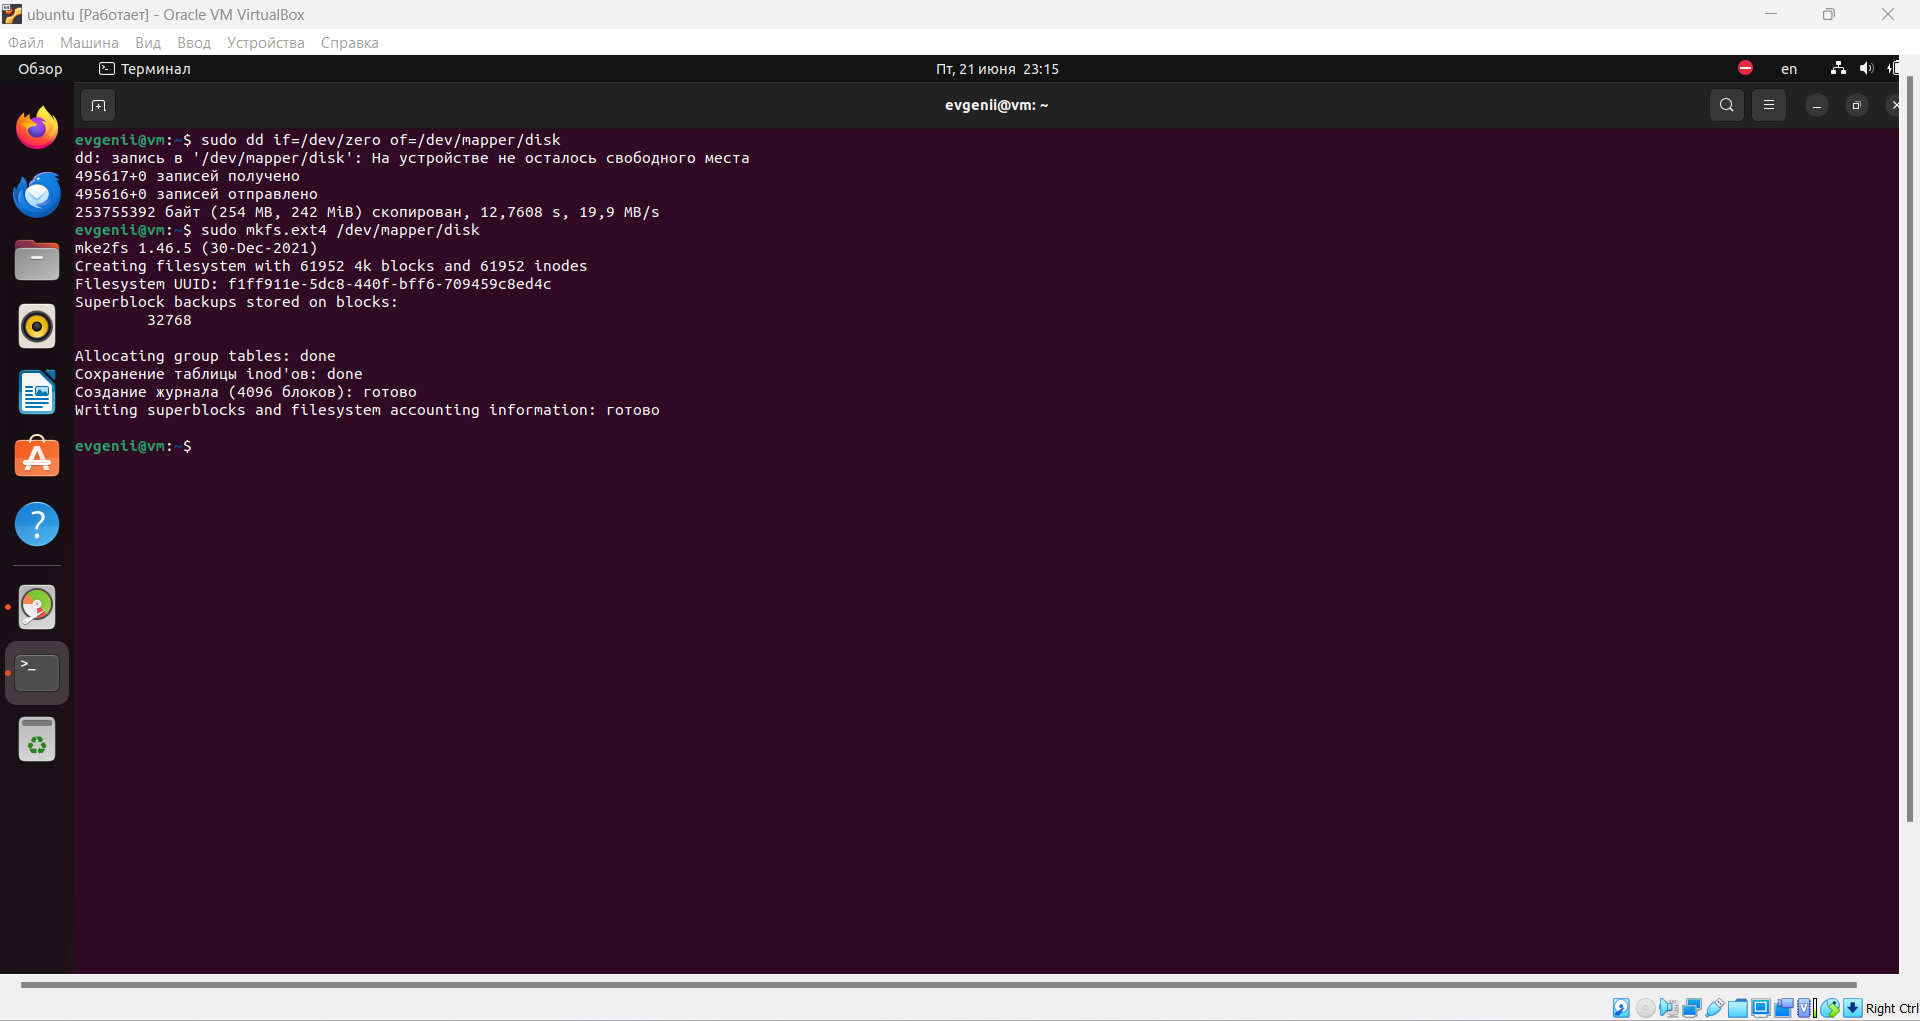 ubuntu [Работает] - Oracle VM VirtualBox
Файл Машина Вид Ввод Устройства Справка
Обзор Терминал Пт, 21 июня 23:15 en
evgenii@vm: ~
evgenii@vm:~$ sudo dd if=/dev/zero of=/dev/mapper/disk
dd: запись в '/dev/mapper/disk': На устройстве не осталось свободного места
495617+0 записей получено
495616+0 записей отправлено
253755392 байт (254 MB, 242 MiB) скопирован, 12,7608 s, 19,9 MB/s
evgenii@vm:~$ sudo mkfs.ext4 /dev/mapper/disk
mke2fs 1.46.5 (30-Dec-2021)
Creating filesystem with 61952 4k blocks and 61952 inodes
Filesystem UUID: f1ff911e-5dc8-440f-bff6-709459c8ed4c
Superblock backups stored on blocks:
32768
Allocating group tables: done
Сохранение таблицы inod'ов: done
Создание журнала (4096 блоков): готово
Writing superblocks and filesystem accounting information: готово
evgenii@vm:~$
Right Ctrl